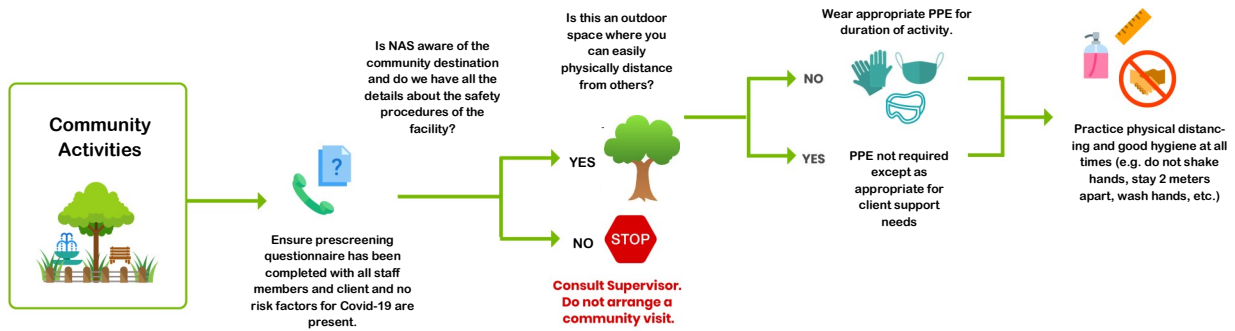 Community
Activities
?
Ensure prescreening
questionnaire has been
completed with all staff
members and client and no
risk factors for Covid-19 are
present.
Is NAS aware of the
community destination
and do we have all the
details about the safety
procedures of the
facility?
YES
NO
STOP
Consult Supervisor.
Do not arrange a
community visit.
Is this an outdoor
space where you
can easily
physically distance
from others?
NO
YES
Wear appropriate PPE for
duration of activity.
PPE not required
except as
appropriate for
client support
needs
Practice physical distanc-
ing and good hygiene at all
times (e.g. do not shake
hands, stay 2 meters
apart, wash hands, etc.)